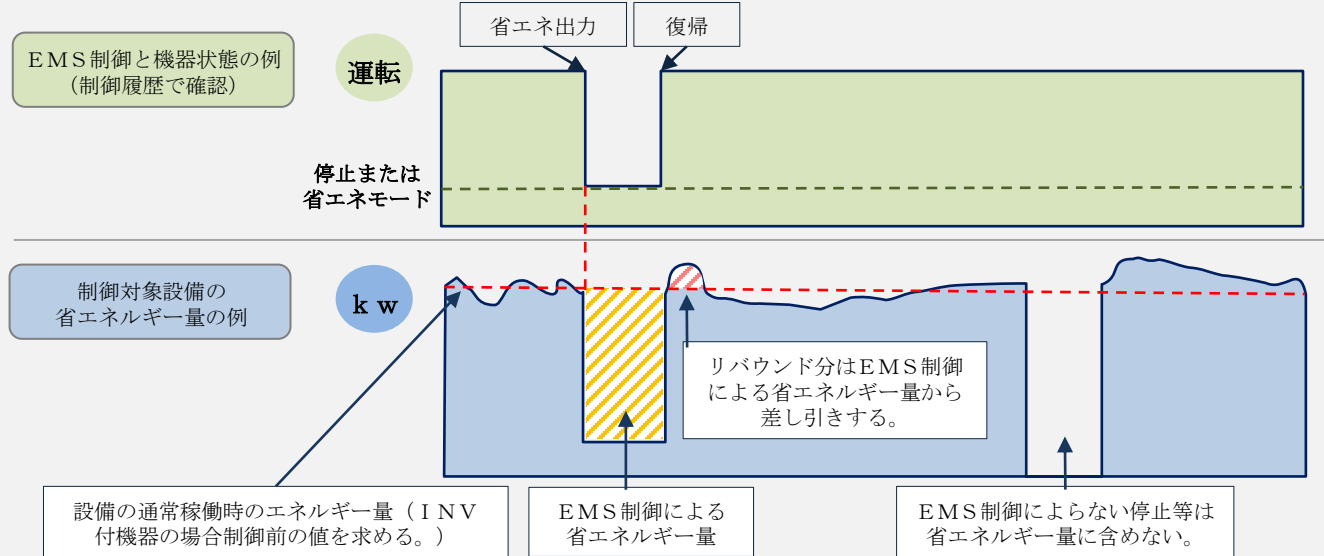 省エネ出力
復帰
ＥＭＳ制御と機器状態の例
（制御履歴で確認）
運転
停止または
省エネモード
制御対象設備の
省エネルギー量の例
ｋｗ
リバウンド分はＥＭＳ制御
による省エネルギー量から
差し引きする。
設備の通常稼働時のエネルギー量（ＩＮＶ
付機器の場合制御前の値を求める。）
ＥＭＳ制御による
省エネルギー量
ＥＭＳ制御によらない停止等は
省エネルギー量に含めない。